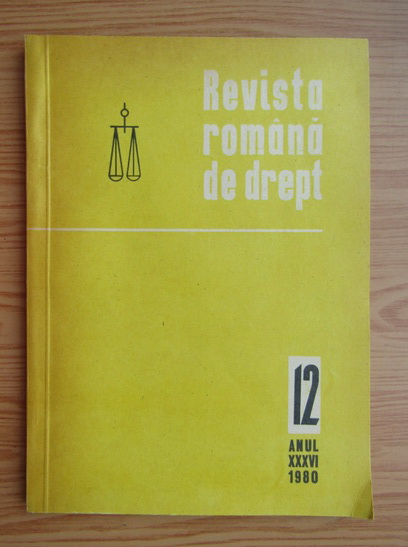 Revista
română
de drept
12
ANUL
XXXVI
1980